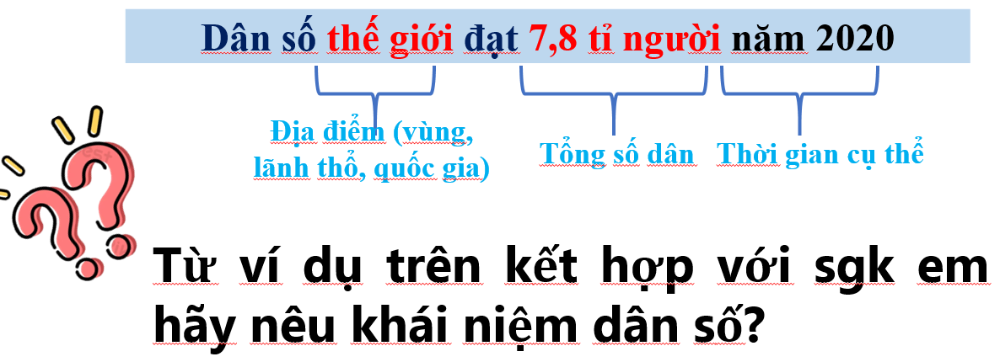 Dân số thế giới đạt 7,8 tỉ người năm 2020
Địa điểm (vùng,
lãnh thổ, quốc gia)
Tổng số dân
Thời gian cụ thể
Từ ví dụ trên kết hợp với sgk em
hãy nêu khái niệm dân số?